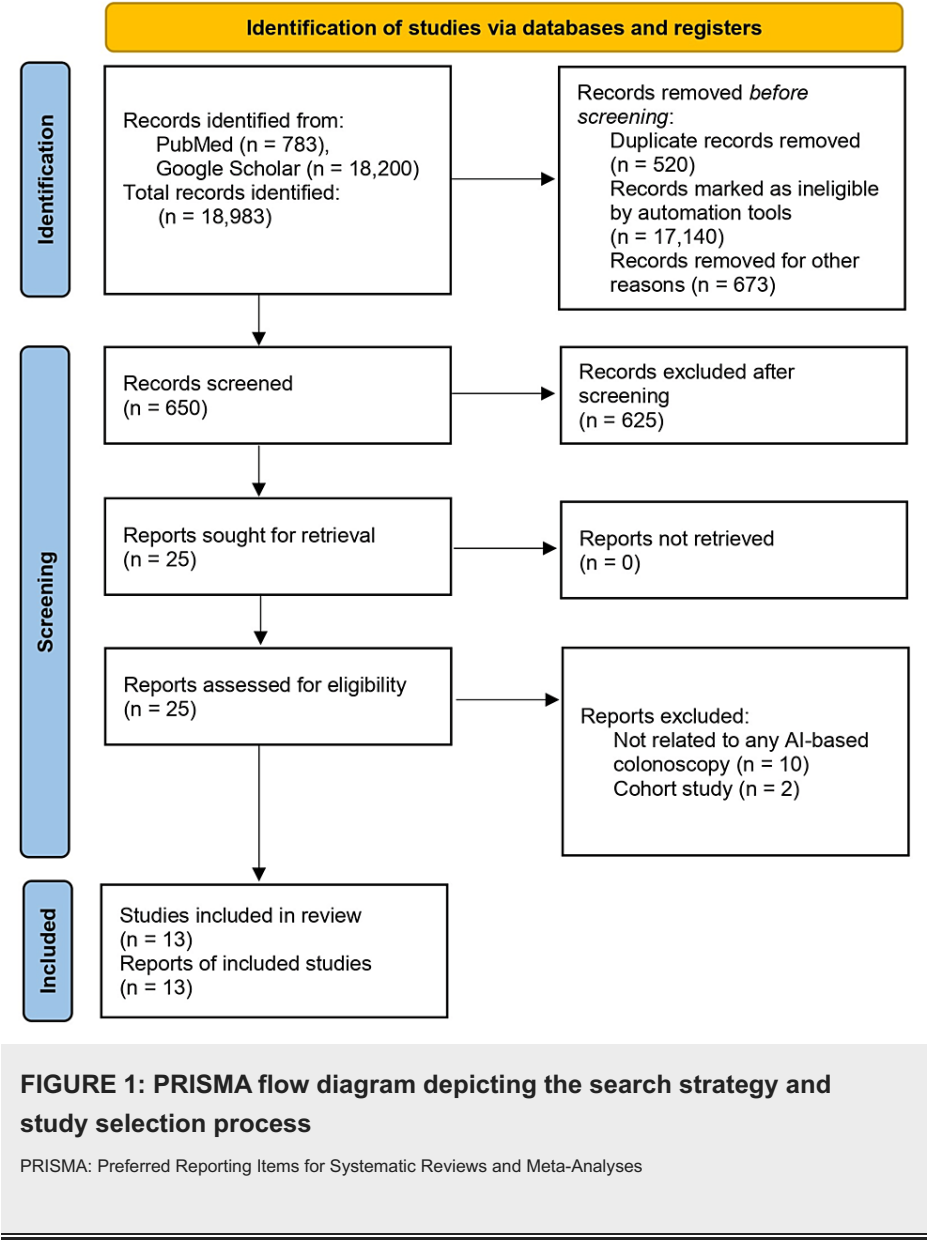 Identification of studies via databases and registers
Identification
Records identified from:
PubMed (n = 783),
Google Scholar (n = 18,200)
Total records identified:
(n = 18,983)
Records removed before
screening:
Duplicate records removed
(n = 520)
Records marked as ineligible
by automation tools
(n = 17,140)
Records removed for other
reasons (n = 673)
Screening
Records screened
(n = 650)
Records excluded after
screening
(n = 625)
Reports sought for retrieval
(n = 25)
Reports not retrieved
(n = 0)
Reports assessed for eligibility
(n = 25)
Reports excluded:
Not related to any AI-based
colonoscopy (n = 10)
Cohort study (n = 2)
Included
Studies included in review
(n = 13)
Reports of included studies
(n = 13)
FIGURE 1: PRISMA flow diagram depicting the search strategy and
study selection process
PRISMA: Preferred Reporting Items for Systematic Reviews and Meta-Analyses